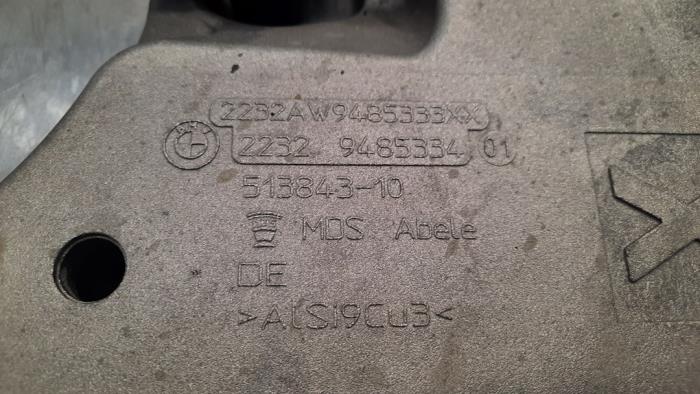 2232AW9485333XX
2232 9485334 01
513843-10
MDS Abele
DE
>AlSi9Cu3<
X